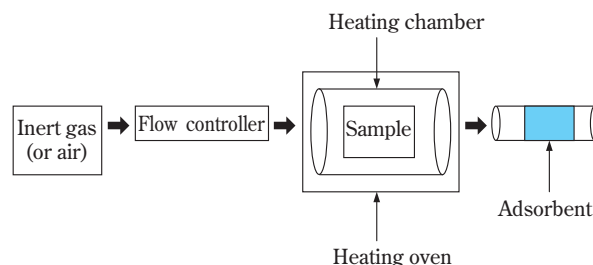 Heating chamber
Inert gas
(or air)
Flow controller
Sample
Adsorbent
Heating oven